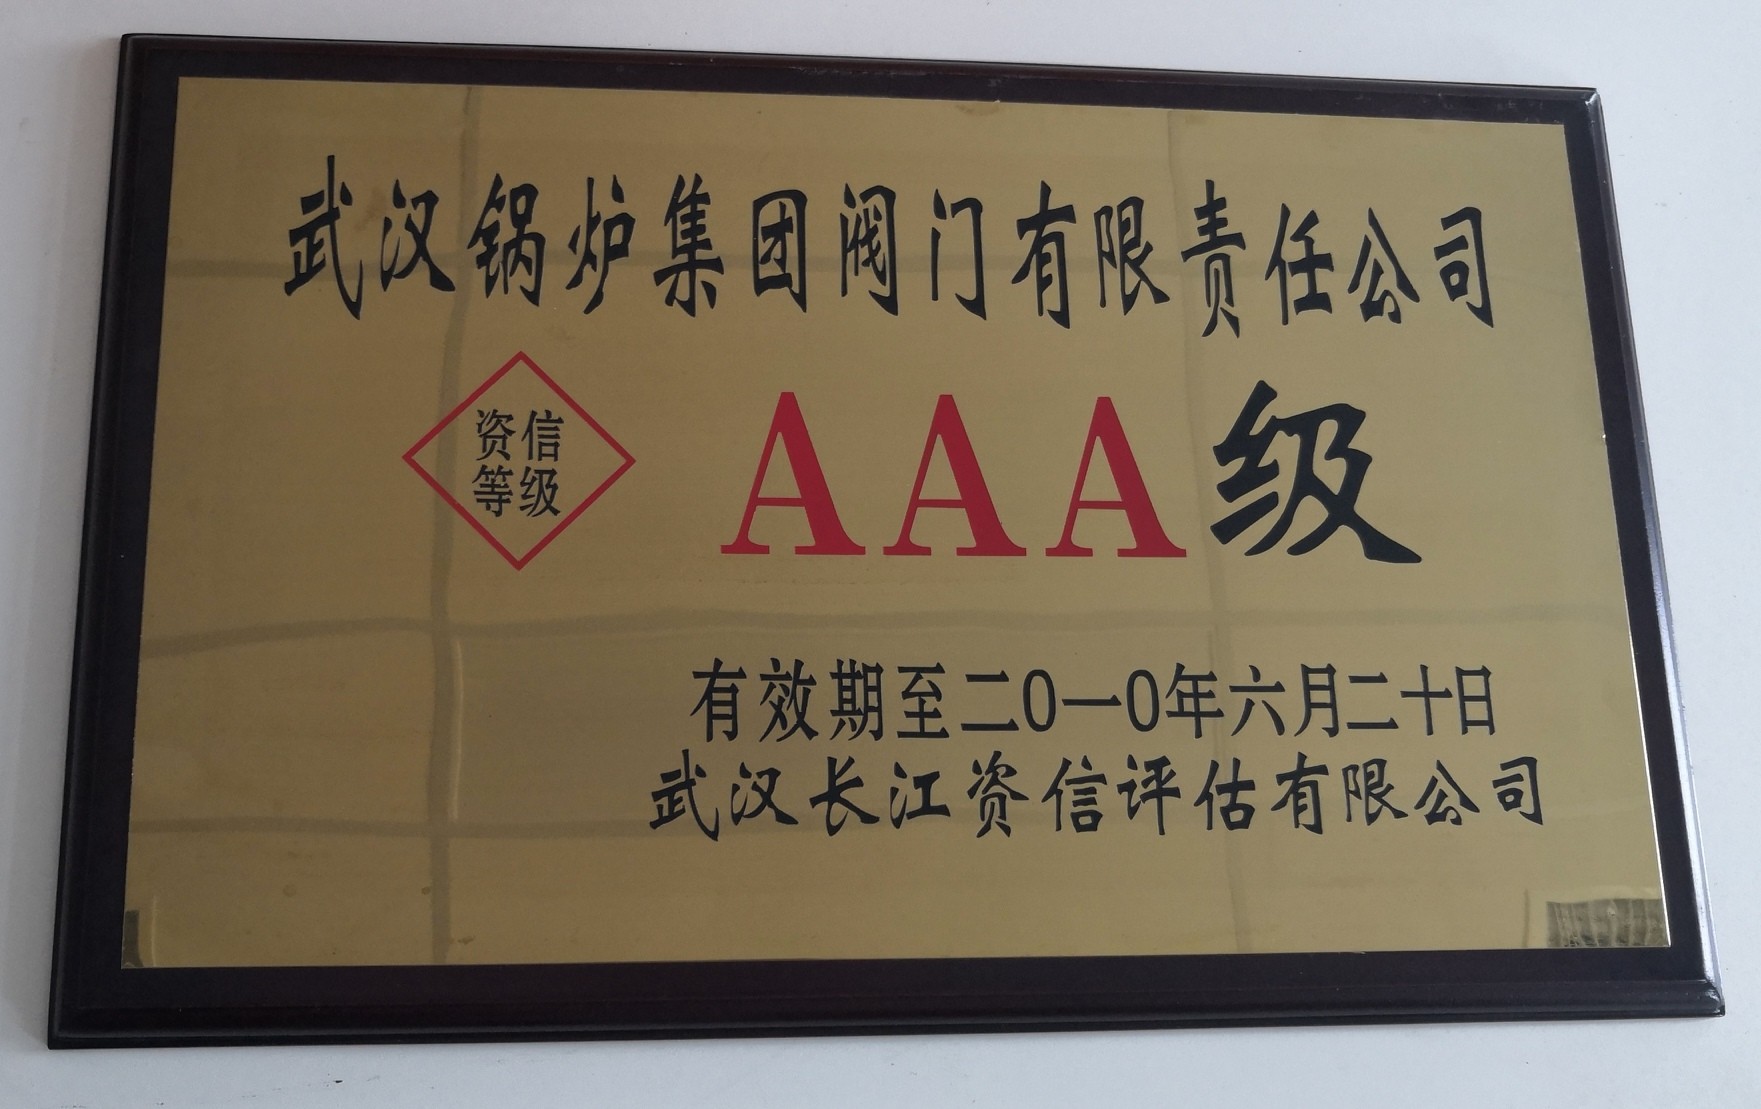 武汉锅炉集团阀门有限责任公司
资信
等级
AAA级
有效期至二0一0年六月二十日
武汉长江资信评估有限公司